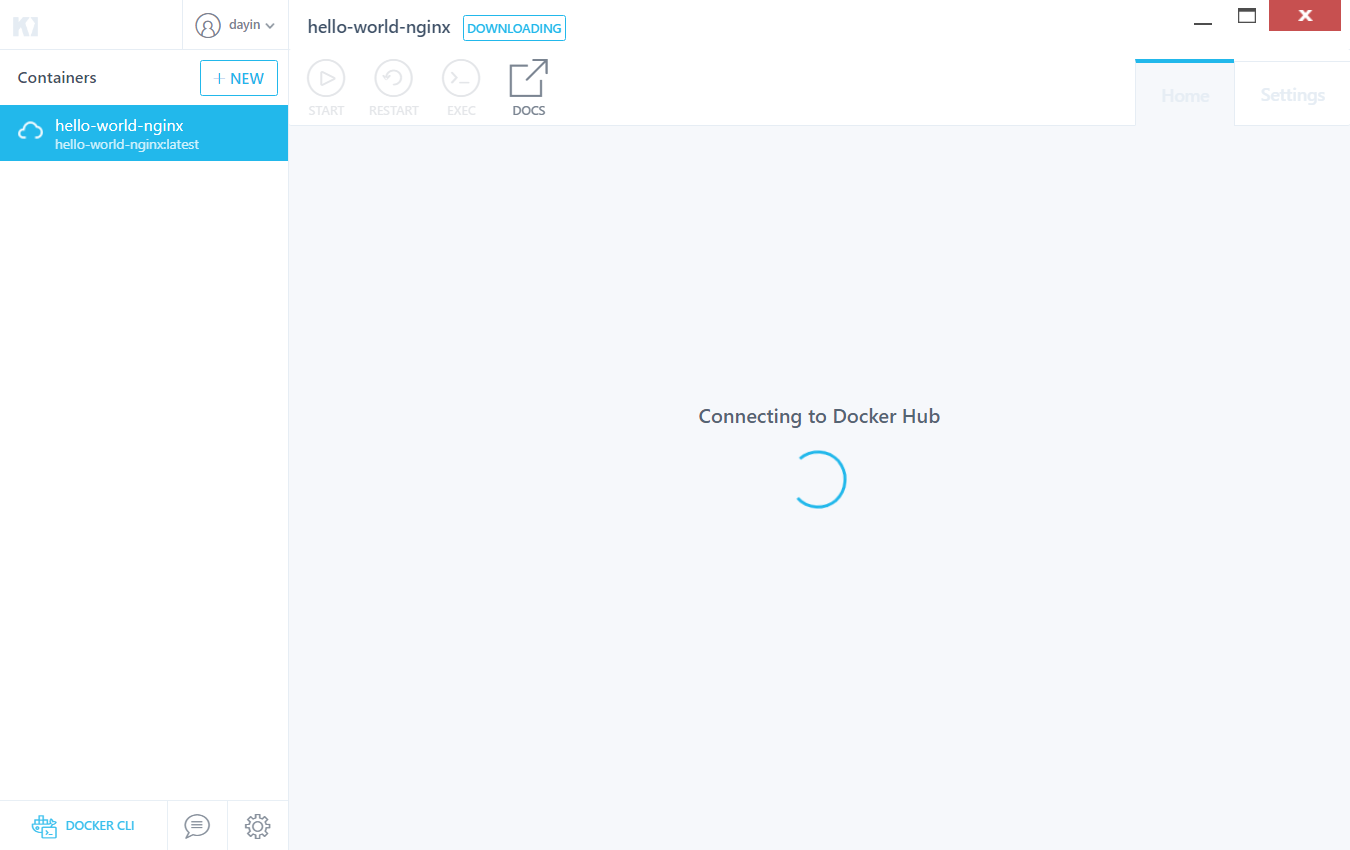 dayin
Containers
+ NEW
hello-world-nginx
hello-world-nginx:latest
hello-world-nginx
DOWNLOADING
START
RESTART
EXEC
DOCS
Home
Settings
Connecting to Docker Hub
DOCKER CLI